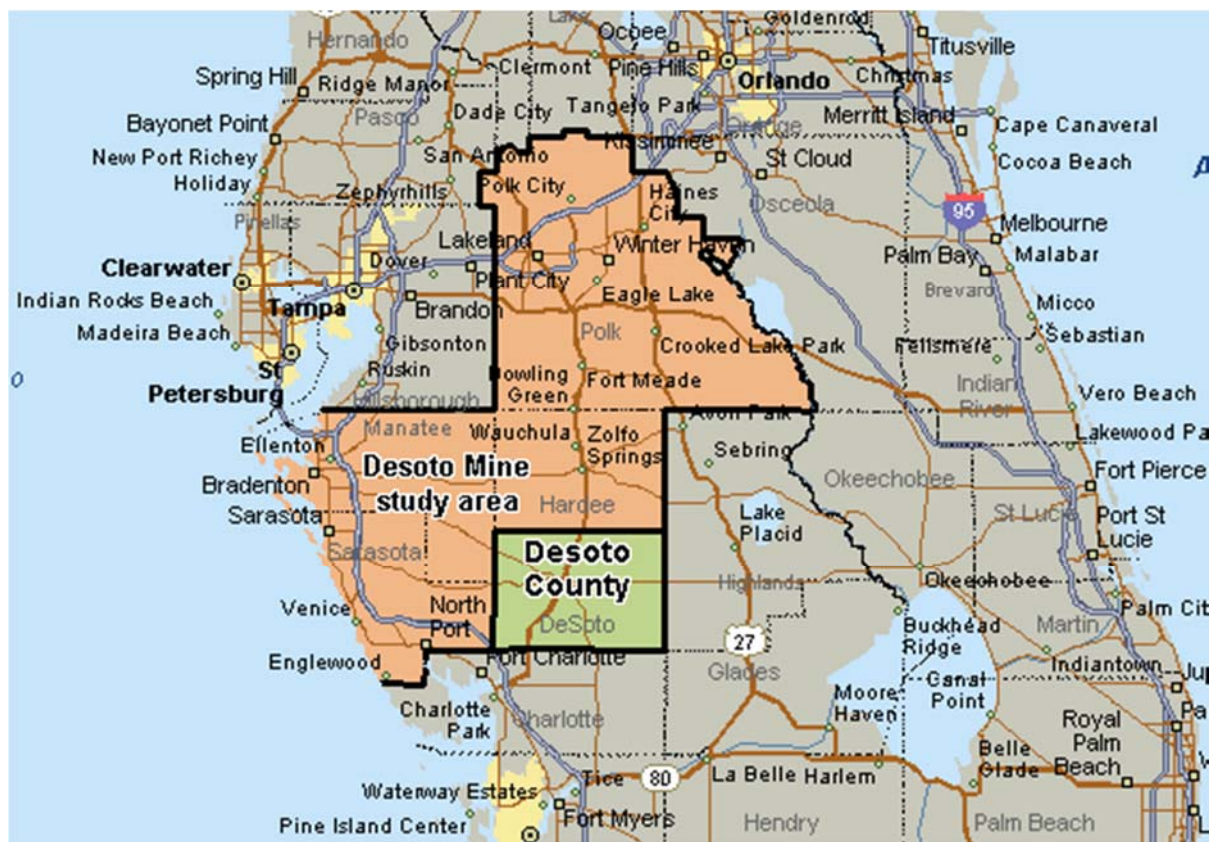 Goldenrod
Ocoee
Titusville
Lake
Hernando
Clermont
Pine Hills
Orlando
Christmas
Spring Hill
Ridge Manor
Dade City
Tangelo Park
Merritt Island
Pasco
Orange
Cape Canaveral
Bayonet Point
Kissimmee
St Cloud
Cocoa Beach
New Port Richey
San Antonio
Holiday
Zephyrhills
Polk City
Haines
City
Osceola
95
Pinellas
Melbourne
Lakeland
Winter Haven
Malabar
Clearwater
Dover
Plant City
Palm Bay
Indian Rocks Beach
Tampa
Brandon
Eagle Lake
Brevard
Micco
Madeira Beach
Gibsonton
Polk
Sebastian
Crooked Lake Park
Fellsmere
St
Petersburg
Ruskin
Bowling
Green
Fort Meade
Indian
River
Vero Beach
Hillsborough
Manatee
Avon Park
Ellenton
Wauchula
Zolfo
Springs
Sebring
Lakewood Pa
Desoto Mine
study area
Okeechobee
Fort Pierce
Bradenton
Hardee
Sarasota
Lake
Placid
St Lucie
Port St
Lucie
Sarasota
Desoto
County
Highlands
Okeechobee
Venice
North
Port
DeSoto
Palm City
Buckhead
Ridge
Martin
27
Englewood
Port Charlotte
Glades
Indiantown
Jup
Canal
Point
Moore
Haven
Charlotte
Park
Charlotte
Royal
Palm
Beach
Pa
Belle
Glade
Tice
80
La Belle
Harlem
Waterway Estates
Fort Myers
Pine Island Center
Hendry
Palm Beach